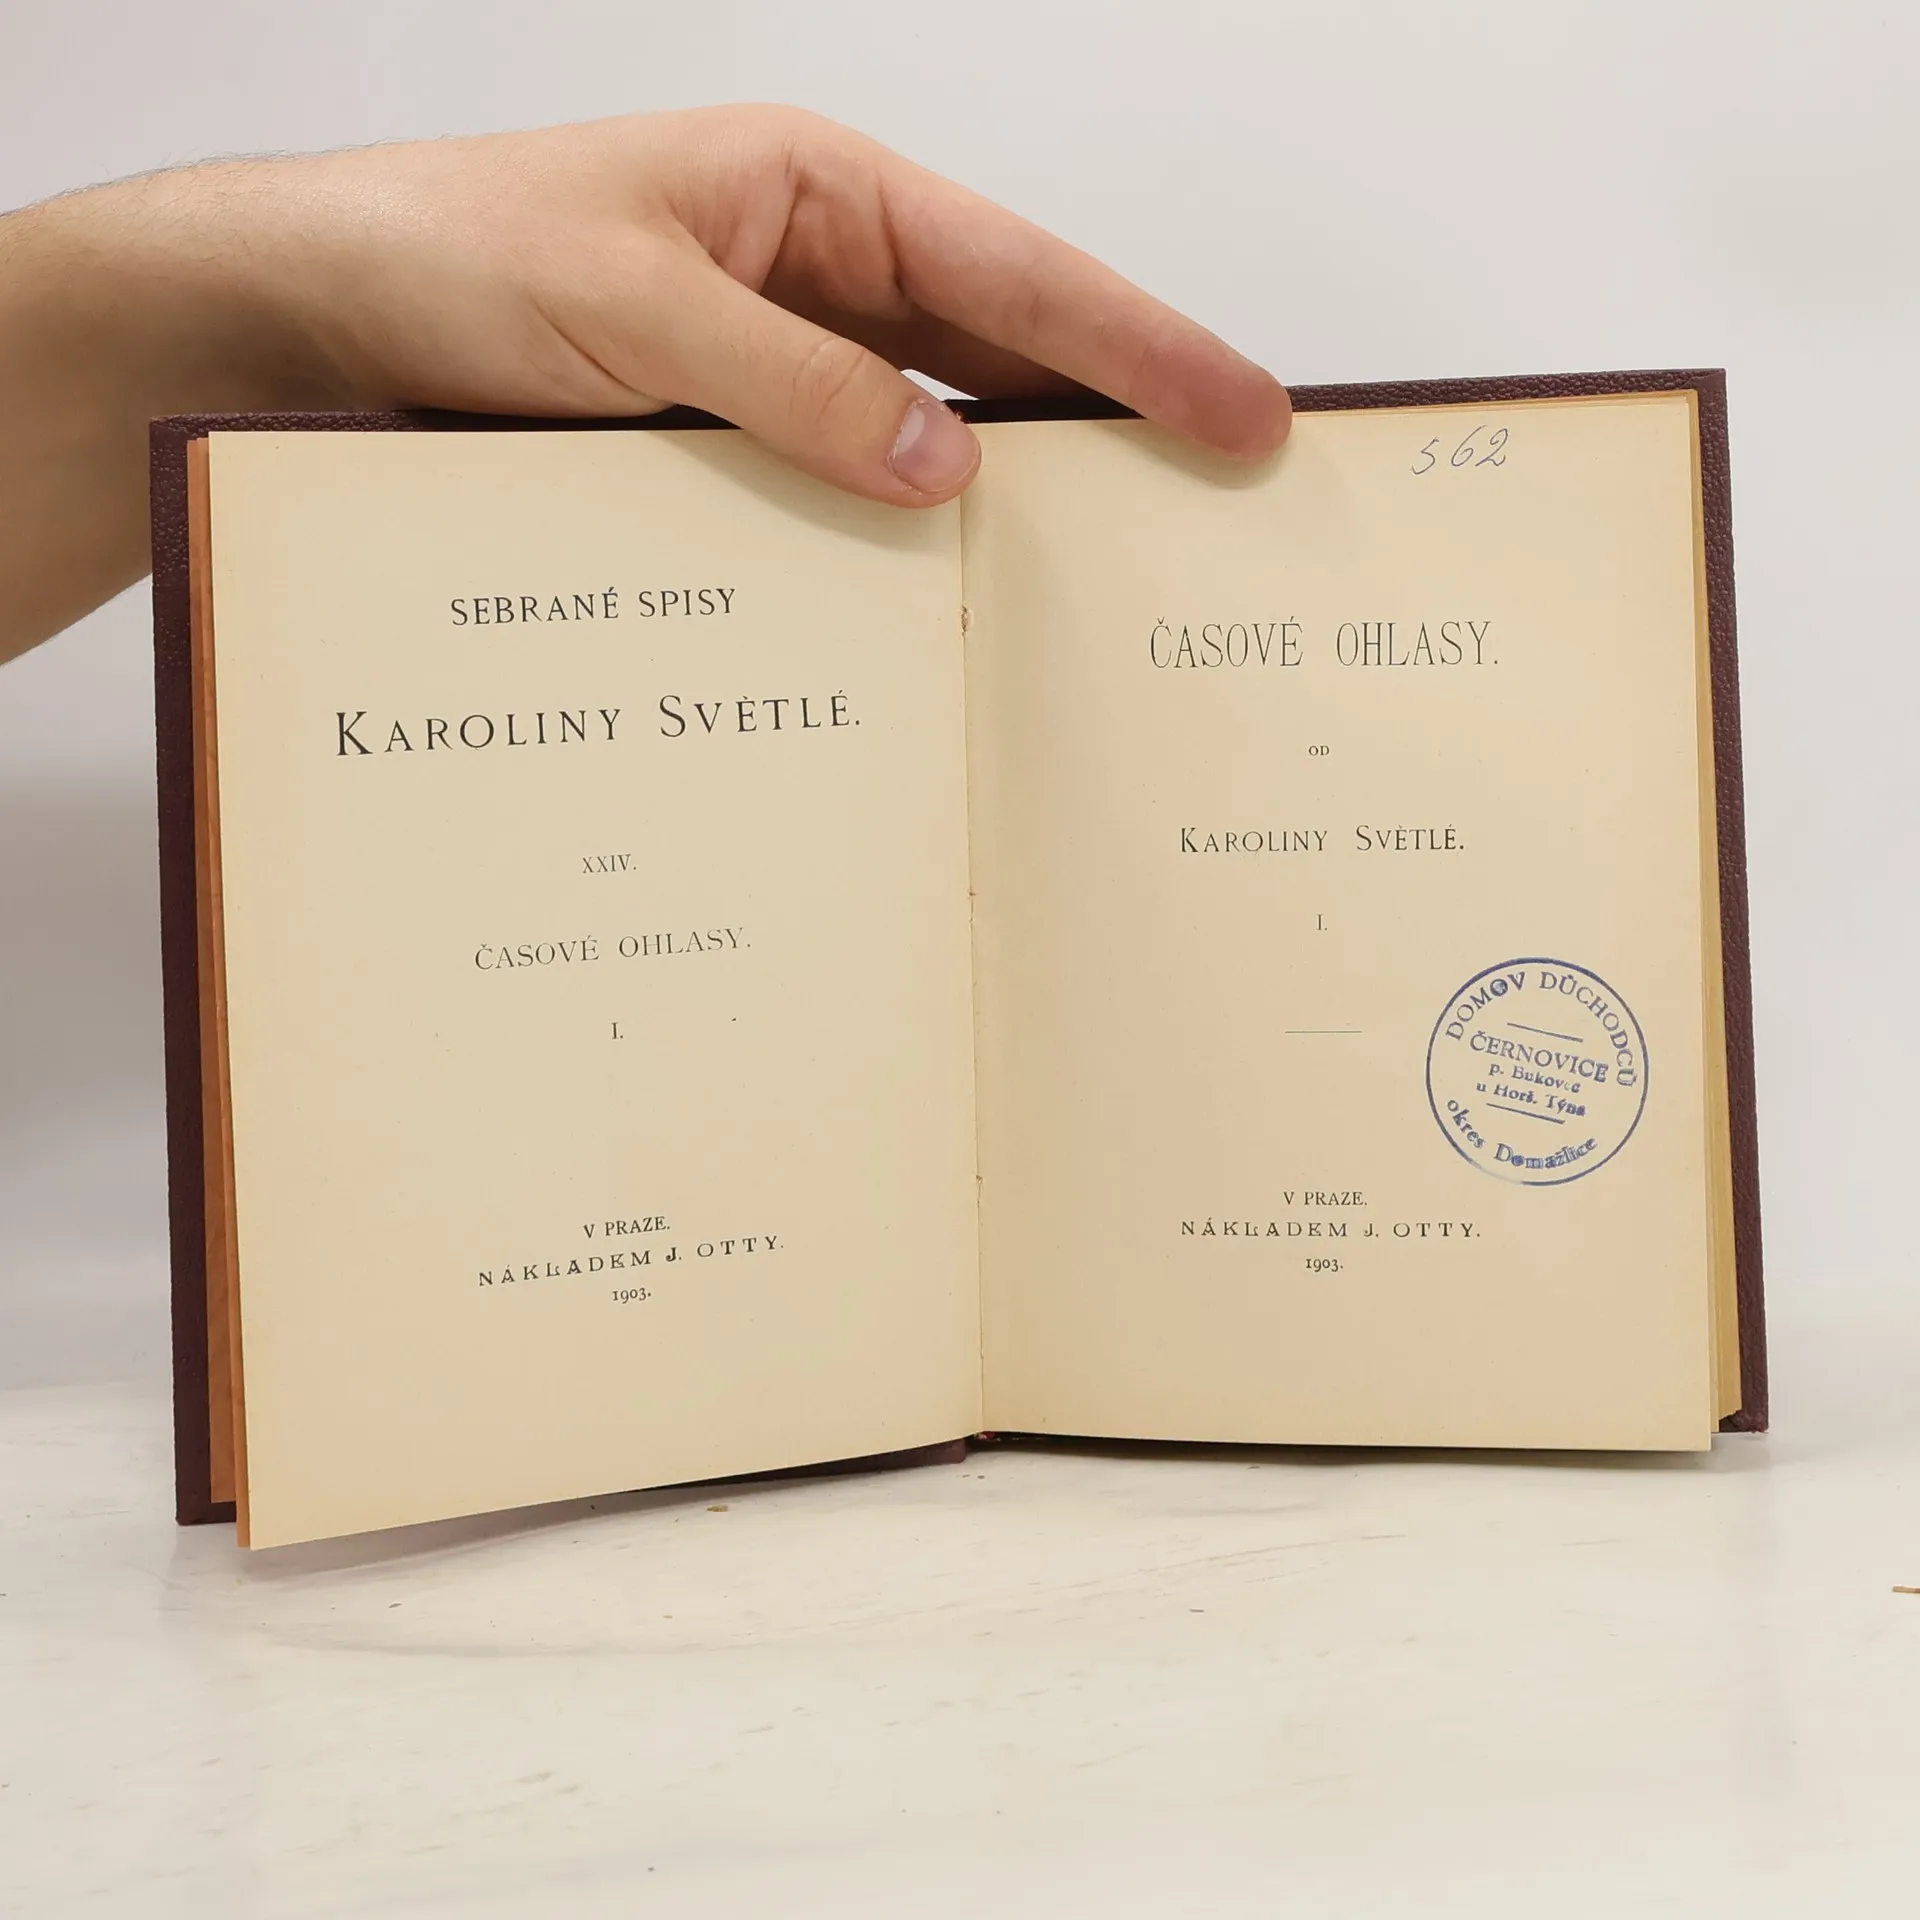 SEBRANÉ SPISY
KAROLINY SVĚTLÉ.
XXIV.
ČASOVÉ OHLASY.
I.
V PRAZE.
NÁKLADEM J. OTTY.
1903.
562
ČASOVÉ OHLASY.
OD
KAROLINY SVĚTLÉ.
I.
DOMOV DŮCHODCŮ
ČERNOVICE
p. Bukovec
u Horš. Týna
okres Domažlice
V PRAZE.
NÁKLADEM J. OTTY.
1903.